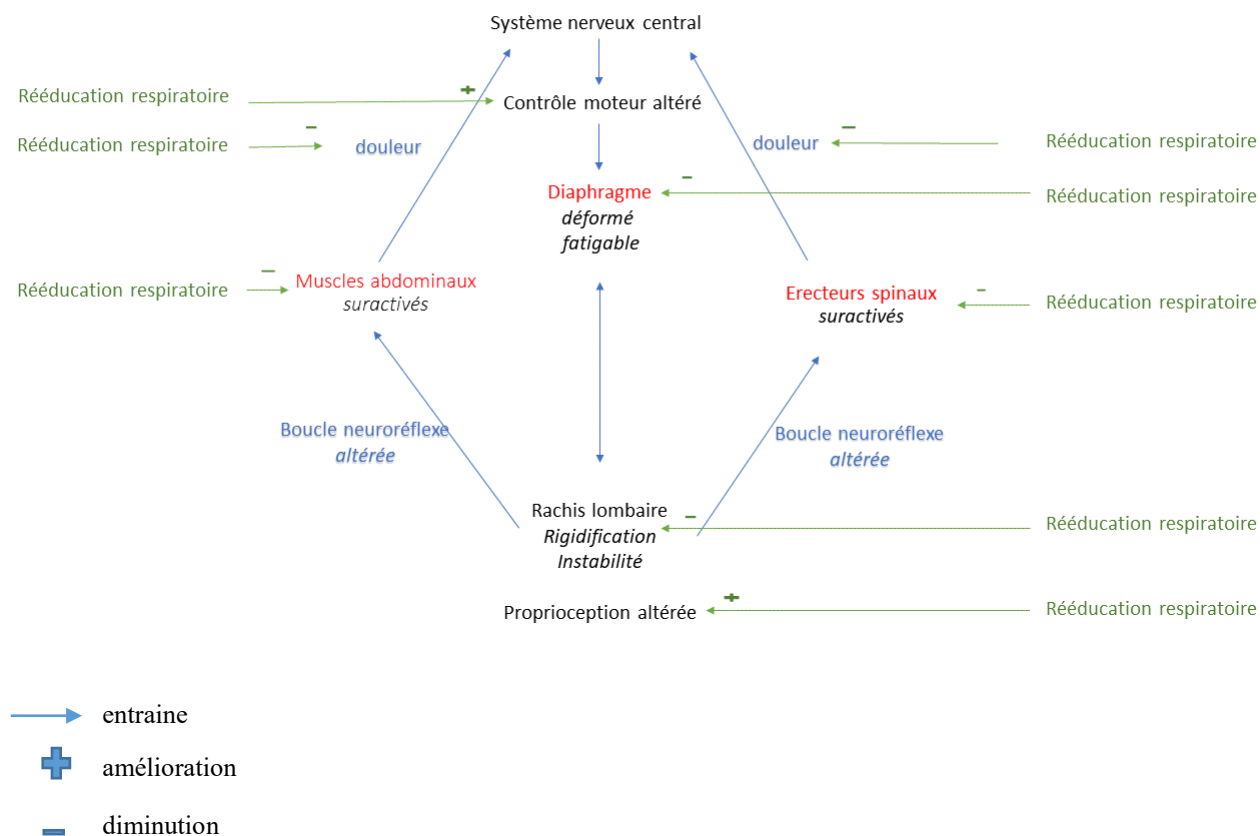 Système nerveux central
Rééducation respiratoire
+
Contrôle moteur altéré
Rééducation respiratoire
-
douleur
douleur
-
Rééducation respiratoire
Diaphragme
déformé
fatigable
-
Rééducation respiratoire
Rééducation respiratoire
-
Muscles abdominaux
suractivés
Erecteurs spinaux
suractivés
-
Rééducation respiratoire
Boucle neuroréflexe
altérée
Boucle neuroréflexe
altérée
Rachis lombaire
Rigidification
Instabilité
-
Rééducation respiratoire
Proprioception altérée
+
Rééducation respiratoire
entraine
+ amélioration
- diminution